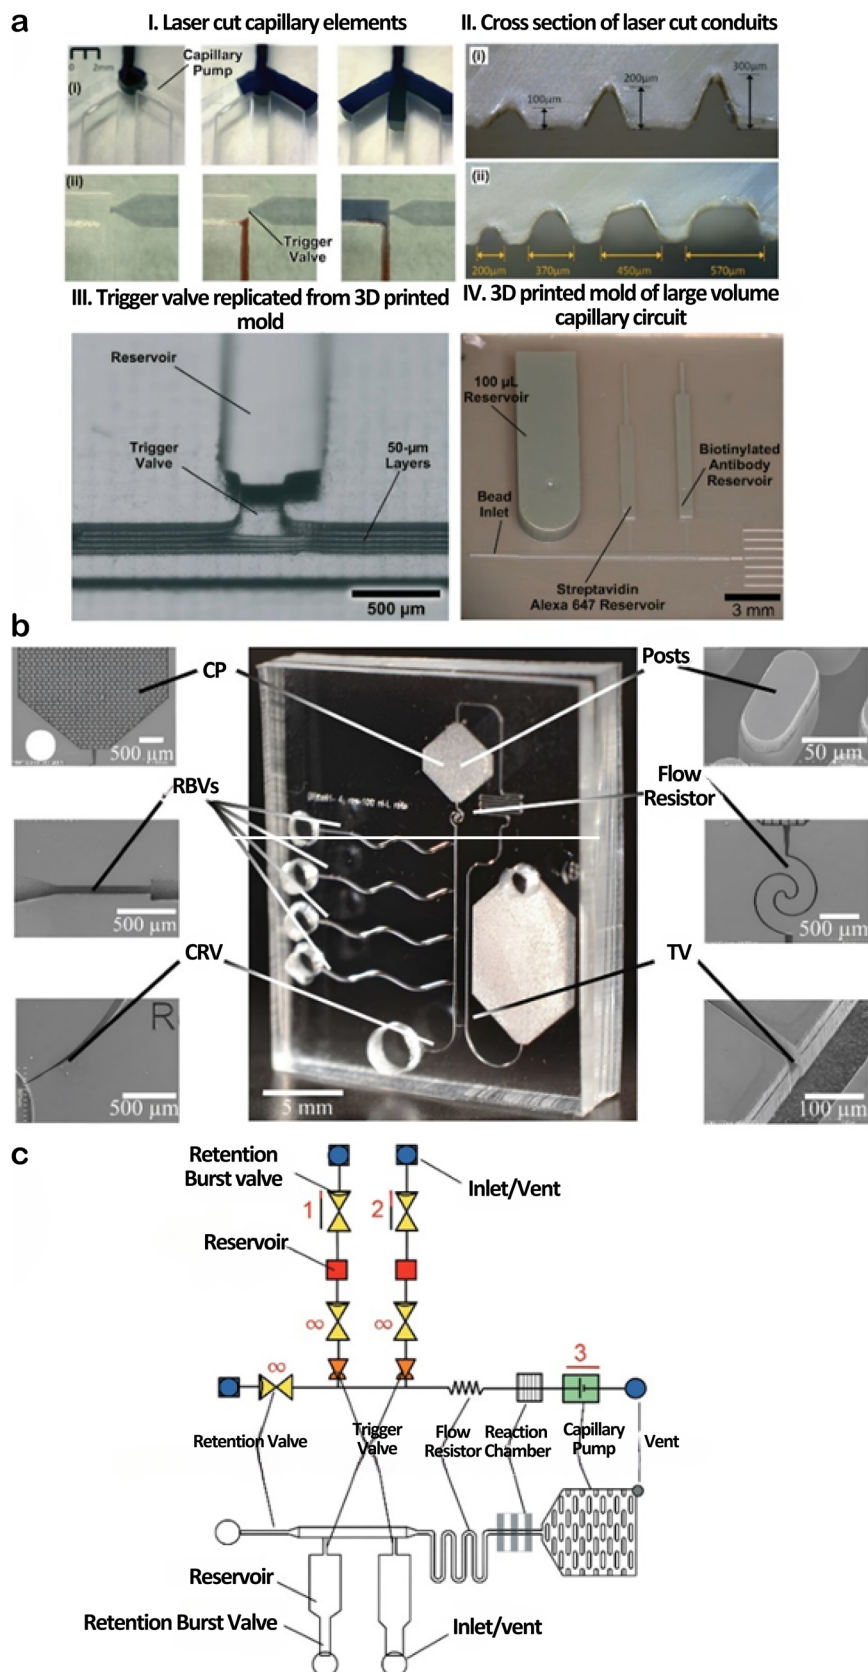 a
I. Laser cut capillary elements
II. Cross section of laser cut conduits
0 2mm
Capillary
Pump
(i)
(ii)
Trigger
Valve
(i)
100µm
200µm
300µm
(ii)
200µm
370µm
450µm
570µm
III. Trigger valve replicated from 3D printed
mold
Reservoir
Trigger
Valve
50-µm
Layers
500 µm
IV. 3D printed mold of large volume
capillary circuit
100 µL
Reservoir
Biotinylated
Antibody
Reservoir
Bead
Inlet
Streptavidin
Alexa 647 Reservoir
3 mm
b
CP
500 µm
RBVs
500 µm
CRV
R
500 µm
5 mm
Posts
50 µm
Flow
Resistor
500 µm
TV
100 µm
c
Retention
Burst valve
Inlet/Vent
1
2
Reservoir
∞
∞
∞
3
Retention Valve
Trigger
Valve
Flow
Resistor
Reaction
Chamber
Capillary
Pump
Vent
Reservoir
Retention Burst Valve
Inlet/vent